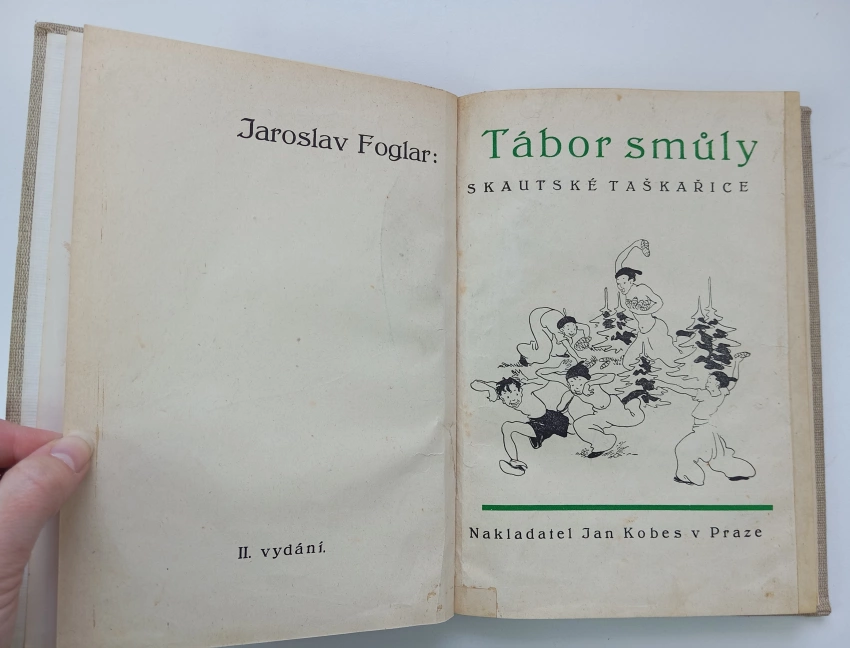 Jaroslav Foglar:
II. vydání.
Tábor smůly
SKAUTSKÉ TAŠKAŘICE
Nakladatel Jan Kobes v Praze